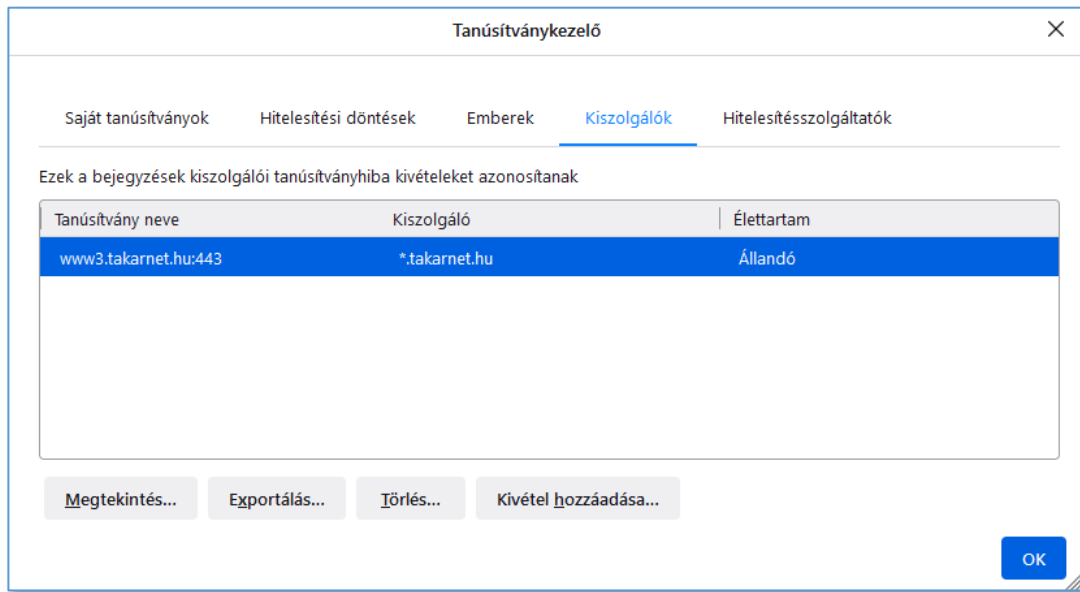 Tanúsítványkezelő
Saját tanúsítványok Hitelesítési döntések Emberek Kiszolgálók Hitelesítésszolgáltatók
Ezek a bejegyzések kiszolgálói tanúsítványhiba kivételeket azonosítanak
Tanúsítvány neve Kiszolgáló Élettartam
www3.takarnet.hu:443 *.takarnet.hu Állandó
Megtekintés... Exportálás... Törlés... Kivétel hozzáadása...
OK